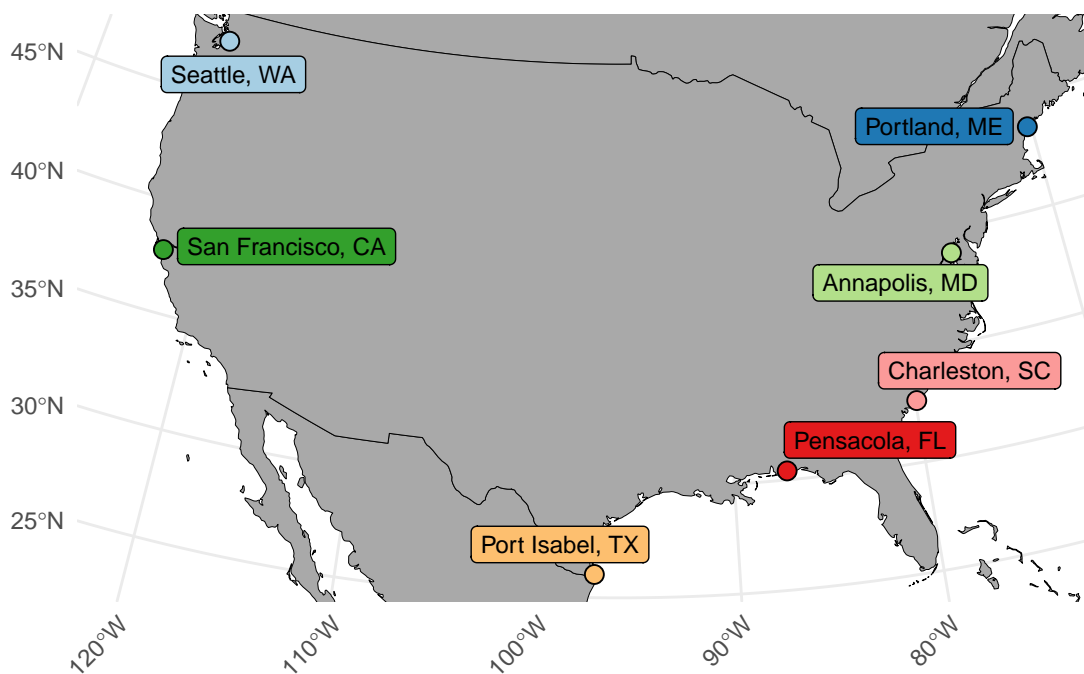 45°N
Seattle, WA
Portland, ME
40°N
San Francisco, CA
35°N
Annapolis, MD
Charleston, SC
30°N
Pensacola, FL
25°N
Port Isabel, TX
120°W
110°W
100°W
90°W
80°W